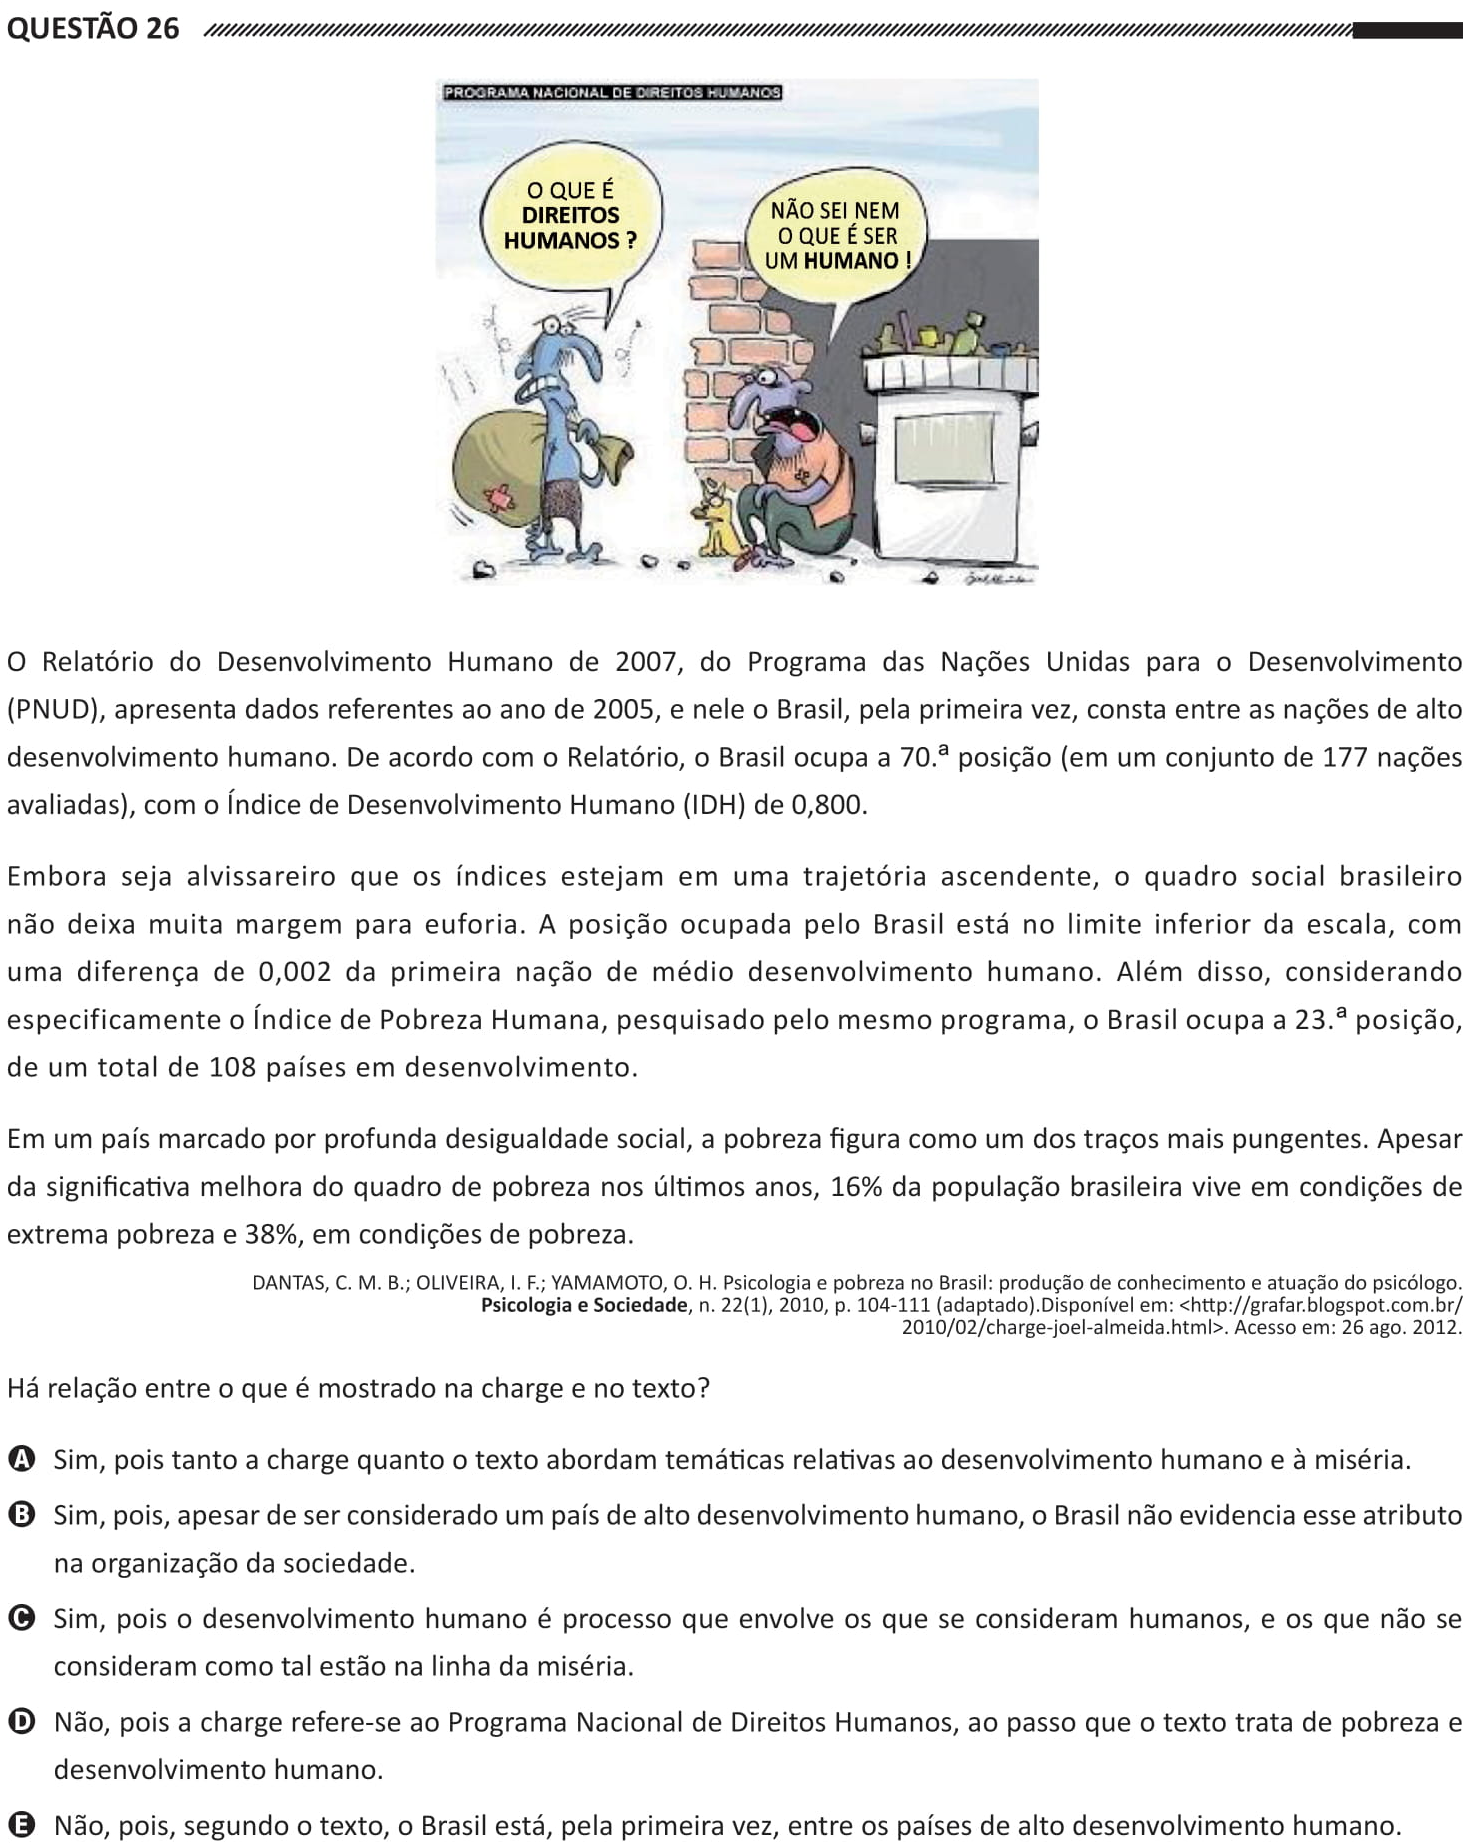 QUESTÃO 26
PROGRAMA NACIONAL DE DIREITOS HUMANOS
O QUE É
DIREITOS
HUMANOS ?
NÃO SEI NEM
O QUE É SER
UM HUMANO !
O Relatório do Desenvolvimento Humano de 2007, do Programa das Nações Unidas para o Desenvolvimento
(PNUD), apresenta dados referentes ao ano de 2005, e nele o Brasil, pela primeira vez, consta entre as nações de alto
desenvolvimento humano. De acordo com o Relatório, o Brasil ocupa a 70.ª posição (em um conjunto de 177 nações
avaliadas), com o Índice de Desenvolvimento Humano (IDH) de 0,800.
Embora seja alvissareiro que os índices estejam em uma trajetória ascendente, o quadro social brasileiro
não deixa muita margem para euforia. A posição ocupada pelo Brasil está no limite inferior da escala, com
uma diferença de 0,002 da primeira nação de médio desenvolvimento humano. Além disso, considerando
especificamente o Índice de Pobreza Humana, pesquisado pelo mesmo programa, o Brasil ocupa a 23.ª posição,
de um total de 108 países em desenvolvimento.
Em um país marcado por profunda desigualdade social, a pobreza figura como um dos traços mais pungentes. Apesar
da significativa melhora do quadro de pobreza nos últimos anos, 16% da população brasileira vive em condições de
extrema pobreza e 38%, em condições de pobreza.
DANTAS, C. M. B.; OLIVEIRA, I. F.; YAMAMOTO, O. H. Psicologia e pobreza no Brasil: produção de conhecimento e atuação do psicólogo.
Psicologia e Sociedade, n. 22(1), 2010, p. 104-111 (adaptado).Disponível em: <http://grafar.blogspot.com.br/
2010/02/charge-joel-almeida.html>. Acesso em: 26 ago. 2012.
Há relação entre o que é mostrado na charge e no texto?
A Sim, pois tanto a charge quanto o texto abordam temáticas relativas ao desenvolvimento humano e à miséria.
B Sim, pois, apesar de ser considerado um país de alto desenvolvimento humano, o Brasil não evidencia esse atributo
na organização da sociedade.
C Sim, pois o desenvolvimento humano é processo que envolve os que se consideram humanos, e os que não se
consideram como tal estão na linha da miséria.
D Não, pois a charge refere-se ao Programa Nacional de Direitos Humanos, ao passo que o texto trata de pobreza e
desenvolvimento humano.
E Não, pois, segundo o texto, o Brasil está, pela primeira vez, entre os países de alto desenvolvimento humano.